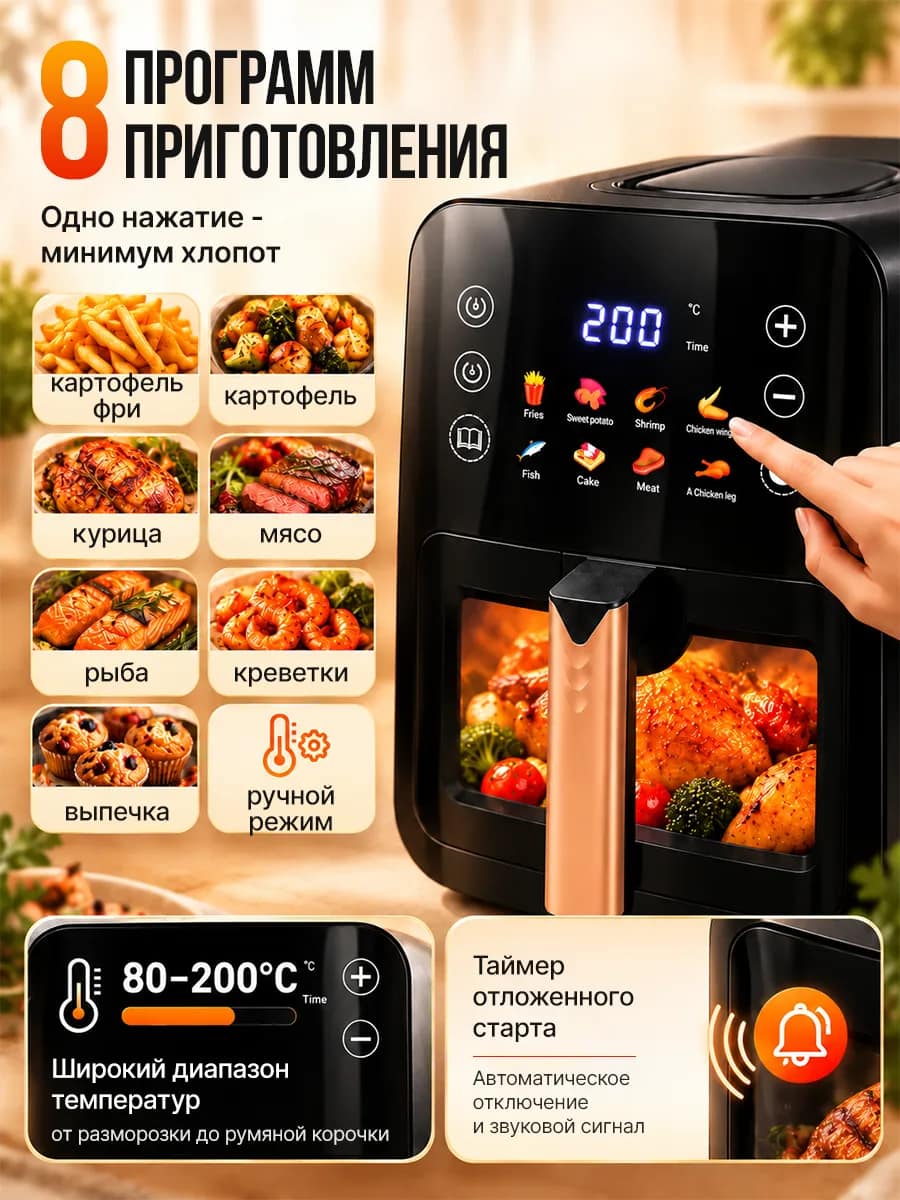 8 ПРОГРАММ
ПРИГОТОВЛЕНИЯ
Одно нажатие -
минимум хлопот
картофель
фри
картофель
курица
мясо
рыба
креветки
выпечка
ручной
режим
200
°C
Time
Fries
Sweet potato
Shrimp
Chicken wing
Fish
Cake
Meat
A Chicken leg
80–200°C
°C
Time
Широкий диапазон
температур
от разморозки до румяной корочки
Таймер
отложенного
старта
Автоматическое
отключение
и звуковой сигнал